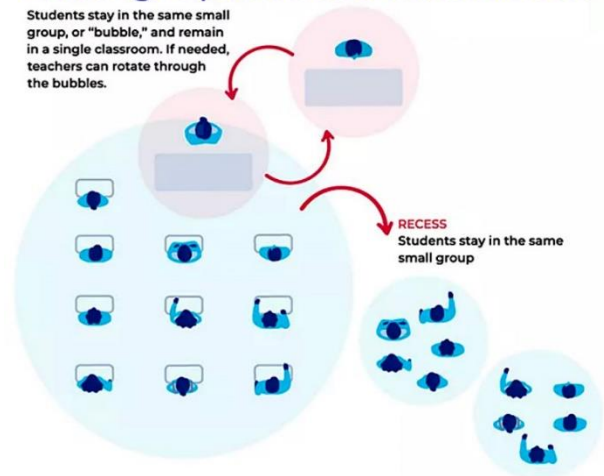 Students stay in the same small
group, or “bubble,” and remain
in a single classroom. If needed,
teachers can rotate through
the bubbles.
RECESS
Students stay in the same
small group